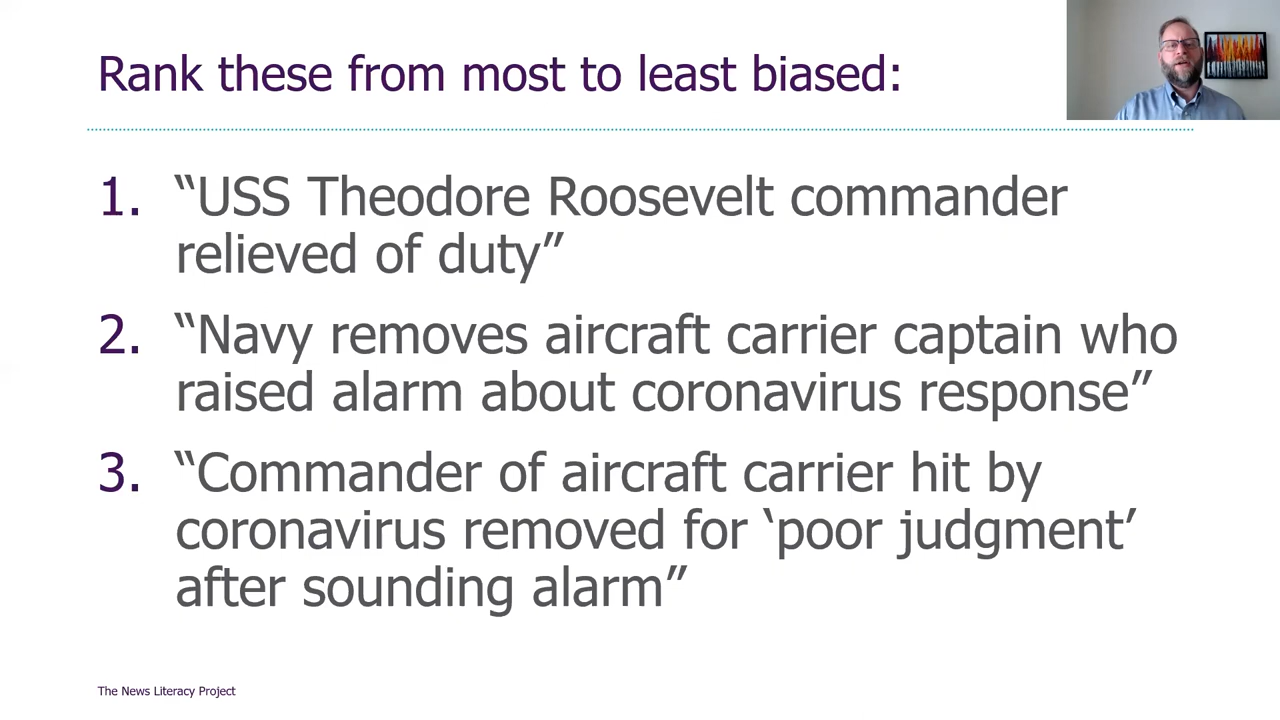 Rank these from most to least biased:
1. “USS Theodore Roosevelt commander
relieved of duty”
2. “Navy removes aircraft carrier captain who
raised alarm about coronavirus response”
3. “Commander of aircraft carrier hit by
coronavirus removed for ‘poor judgment’
after sounding alarm”
The News Literacy Project